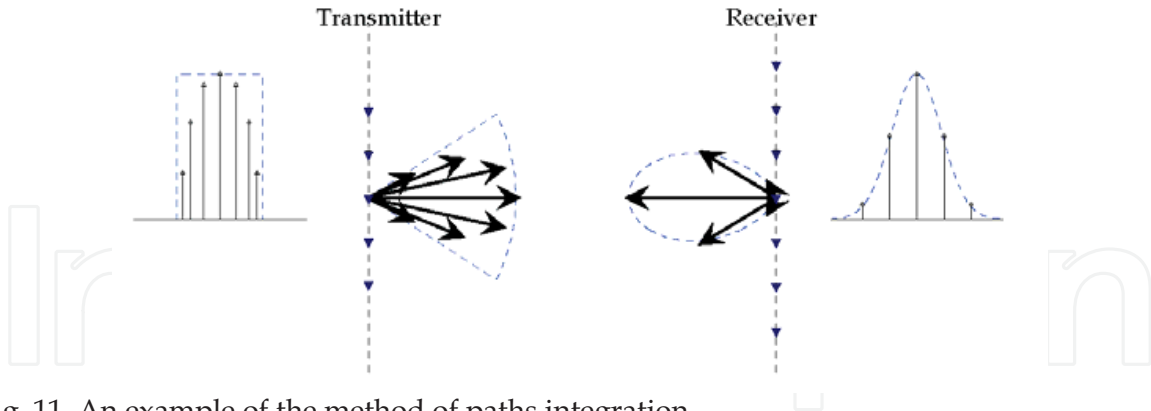 Transmitter
Receiver
g. 11. An example of the method of paths integration